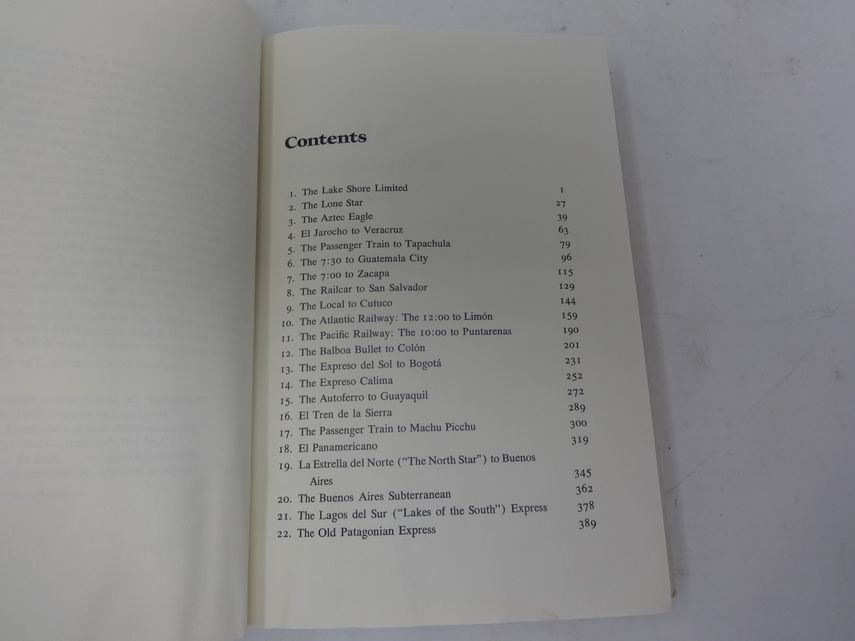 Contents
1. The Lake Shore Limited 1
2. The Lone Star 27
3. The Aztec Eagle 39
4. El Jarocho to Veracruz 63
5. The Passenger Train to Tapachula 79
6. The 7:30 to Guatemala City 96
7. The 7:00 to Zacapa 115
8. The Railcar to San Salvador 129
9. The Local to Cutuco 144
10. The Atlantic Railway: The 12:00 to Limón 159
11. The Pacific Railway: The 10:00 to Puntarenas 190
12. The Balboa Bullet to Colón 201
13. The Expreso del Sol to Bogotá 231
14. The Expreso Calima 252
15. The Autoferro to Guayaquil 272
16. El Tren de la Sierra 289
17. The Passenger Train to Machu Picchu 300
18. El Panamericano 319
19. La Estrella del Norte (“The North Star”) to Buenos
Aires 345
20. The Buenos Aires Subterranean 362
21. The Lagos del Sur (“Lakes of the South”) Express 378
22. The Old Patagonian Express 389